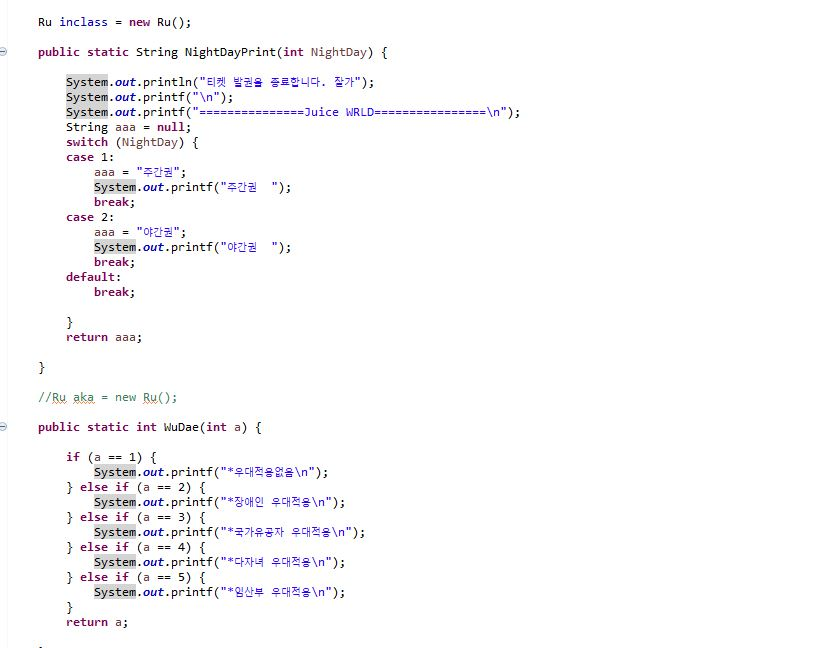 Ru inclass = new Ru();
public static String NightDayPrint(int NightDay) {
System.out.println("티켓 발권을 종료합니다. 잘가");
System.out.printf("\n");
System.out.printf("===============Juice WRLD================\n");
String aaa = null;
switch (NightDay) {
case 1:
aaa = "주간권";
System.out.printf("주간권  ");
break;
case 2:
aaa = "야간권";
System.out.printf("야간권  ");
break;
default:
break;
}
return aaa;
}
//Ru aka = new Ru();
public static int WuDae(int a) {
if (a == 1) {
System.out.printf("*우대적용없음\n");
} else if (a == 2) {
System.out.printf("*장애인 우대적용\n");
} else if (a == 3) {
System.out.printf("*국가유공자 우대적용\n");
} else if (a == 4) {
System.out.printf("*다자녀 우대적용\n");
} else if (a == 5) {
System.out.printf("*임산부 우대적용\n");
}
return a;